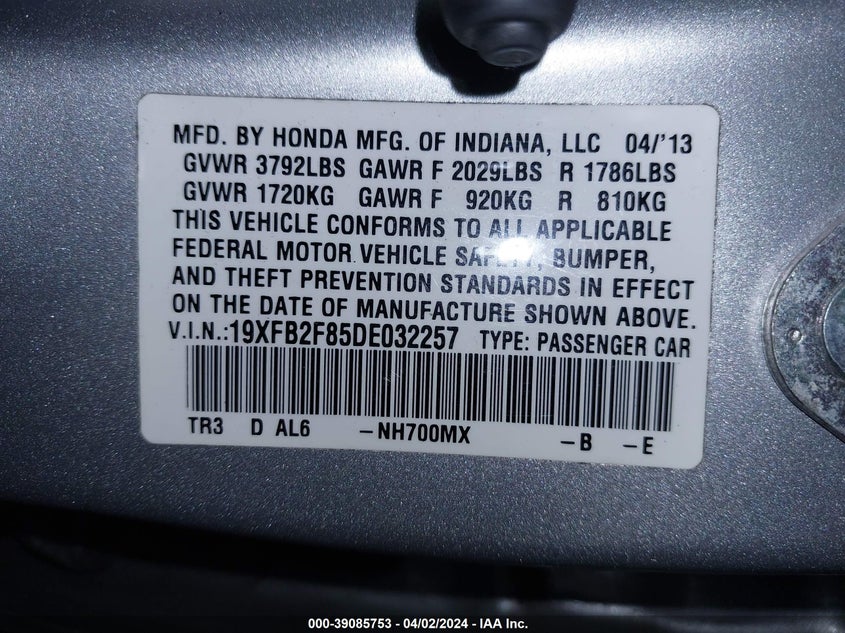 MFD. BY HONDA MFG. OF INDIANA, LLC 04/'13
GVWR 3792LBS GAWR F 2029LBS R 1786LBS
GVWR 1720KG GAWR F 920KG R 810KG
THIS VEHICLE CONFORMS TO ALL APPLICABLE
FEDERAL MOTOR VEHICLE SAFETY, BUMPER,
AND THEFT PREVENTION STANDARDS IN EFFECT
ON THE DATE OF MANUFACTURE SHOWN ABOVE.
V.I.N.:19XFB2F85DE032257 TYPE: PASSENGER CAR
TR3 D AL6 -NH700MX -B -E
000-39085753 - 04/02/2024 - IAA Inc.